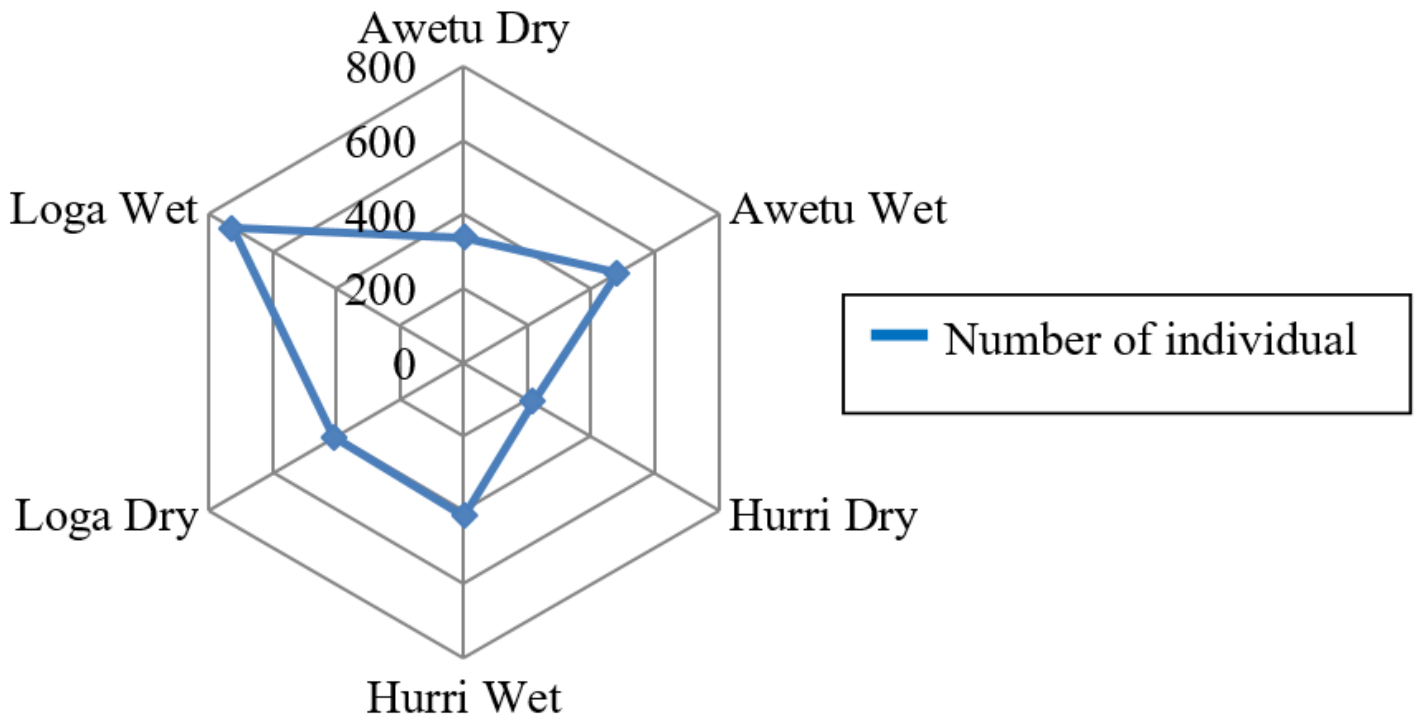 Awetu Dry
800
600
Loga Wet
400
Awetu Wet
200
0
Number of individual
Loga Dry
Hurri Dry
Hurri Wet